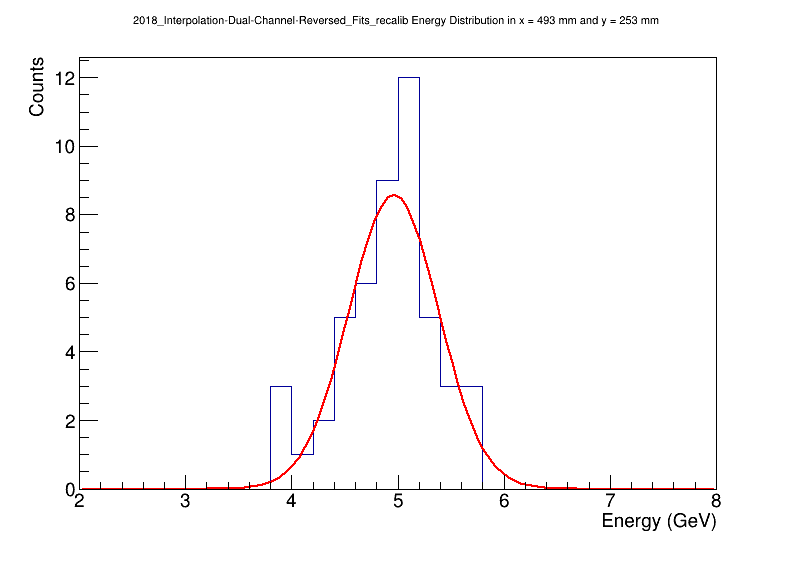 2018_Interpolation-Dual-Channel-Reversed_Fits_recalib Energy Distribution in x = 493 mm and y = 253 mm
Counts
12
10
8
6
4
2
0
2 3 4 5 6 7 8
Energy (GeV)